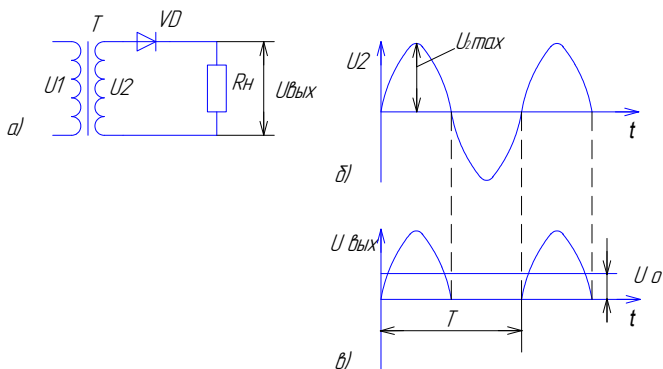 T VD
U1 U2 Rн Uвых
а)
U2 U₂max
t
б)
U вых
U о
T
t
в)